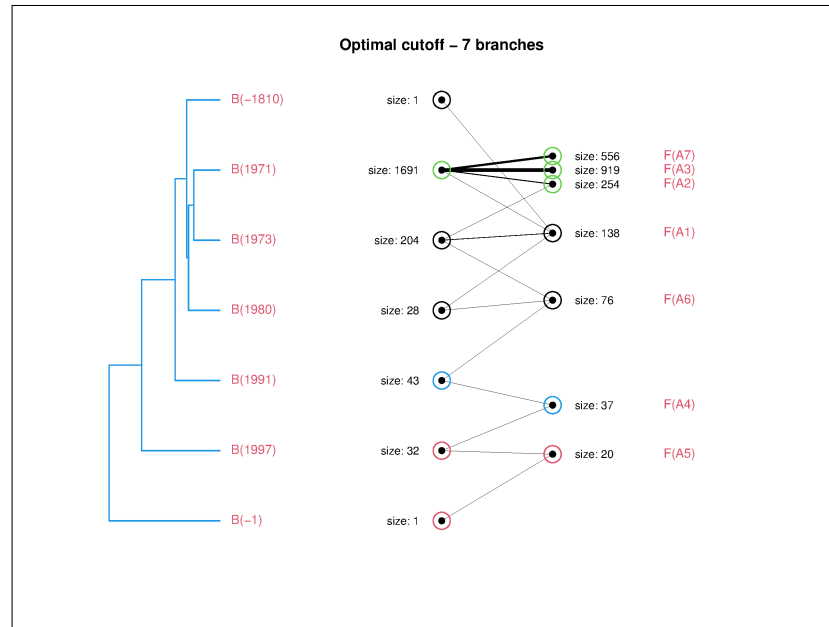 Optimal cutoff – 7 branches
B(−1810) size: 1
size: 556 F(A7)
B(1971) size: 1691 size: 919 F(A3)
size: 254 F(A2)
size: 138 F(A1)
B(1973) size: 204
size: 76 F(A6)
B(1980) size: 28
B(1991) size: 43
size: 37 F(A4)
B(1997) size: 32
size: 20 F(A5)
B(−1) size: 1